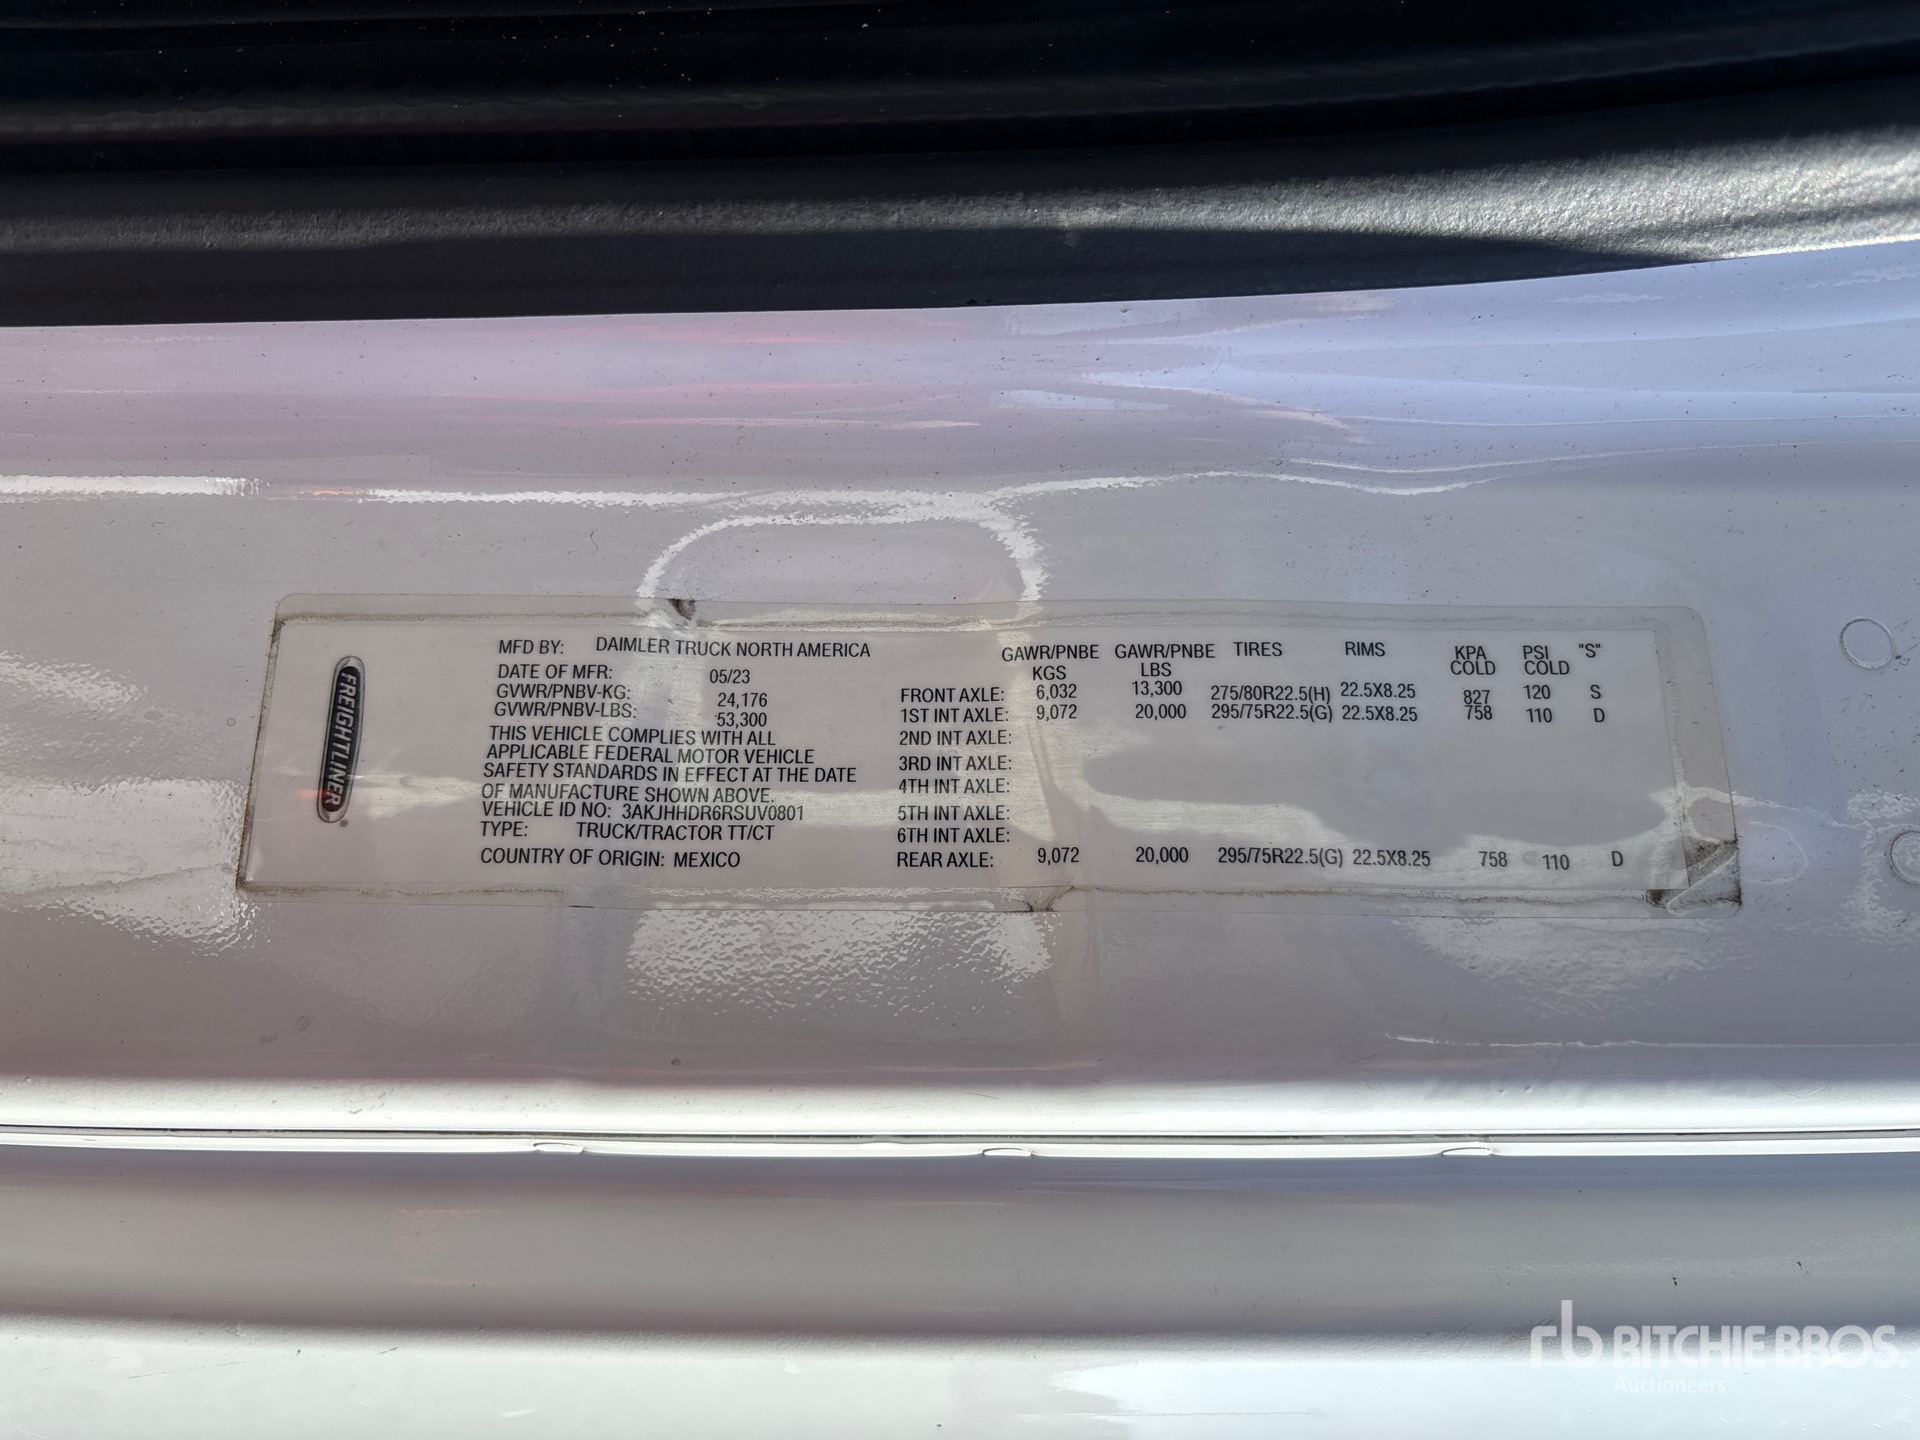 FREIGHTLINER
MFD BY: DAIMLER TRUCK NORTH AMERICA
DATE OF MFR: 05/23
GVWR/PNBV-KG: 24,176
GVWR/PNBV-LBS: 53,300
THIS VEHICLE COMPLIES WITH ALL
APPLICABLE FEDERAL MOTOR VEHICLE
SAFETY STANDARDS IN EFFECT AT THE DATE
OF MANUFACTURE SHOWN ABOVE.
VEHICLE ID NO: 3AKJHHDR6RSUV0801
TYPE: TRUCK/TRACTOR TT/CT
COUNTRY OF ORIGIN: MEXICO
GAWR/PNBE KGS GAWR/PNBE LBS TIRES RIMS KPA COLD PSI COLD "S"
FRONT AXLE: 6,032 13,300 275/80R22.5(H) 22.5X8.25 827 120 S
1ST INT AXLE: 9,072 20,000 295/75R22.5(G) 22.5X8.25 758 110 D
2ND INT AXLE:
3RD INT AXLE:
4TH INT AXLE:
5TH INT AXLE:
6TH INT AXLE:
REAR AXLE: 9,072 20,000 295/75R22.5(G) 22.5X8.25 758 110 D
rb RITCHIE BROS.
Auctioneers